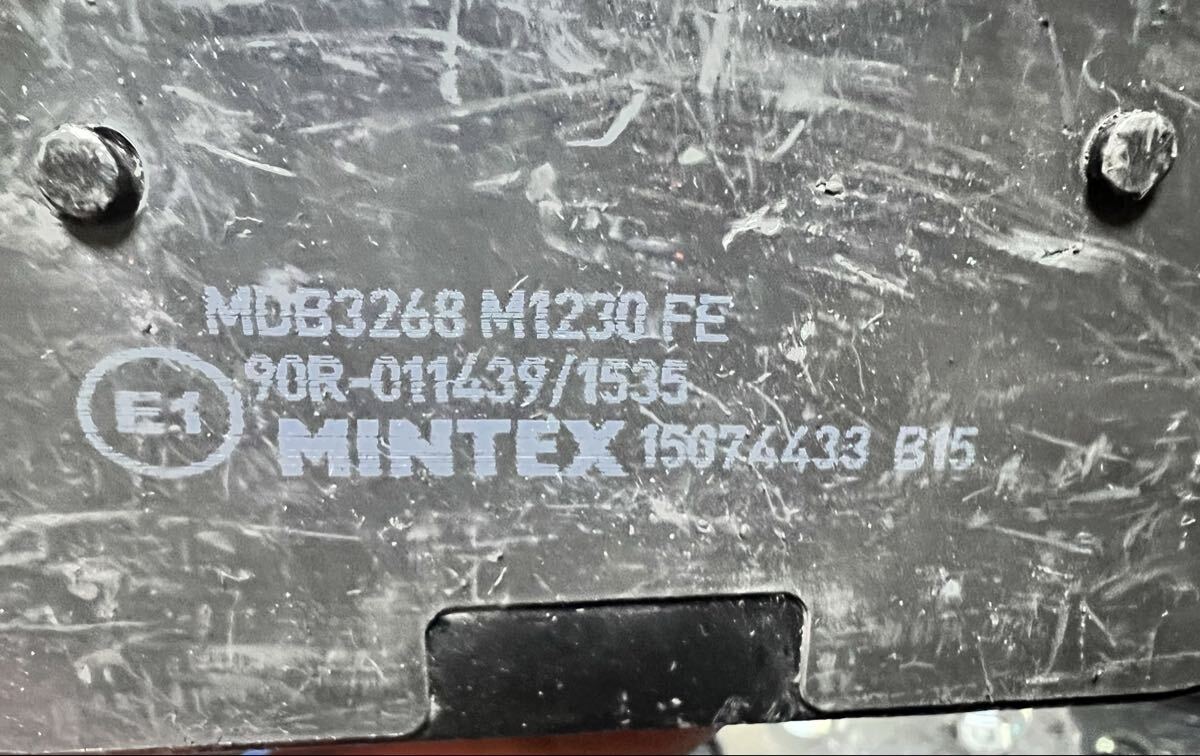 MDB3268 M1230 FE
E1 90R-011439/1535
MINTEX 15074433 B15